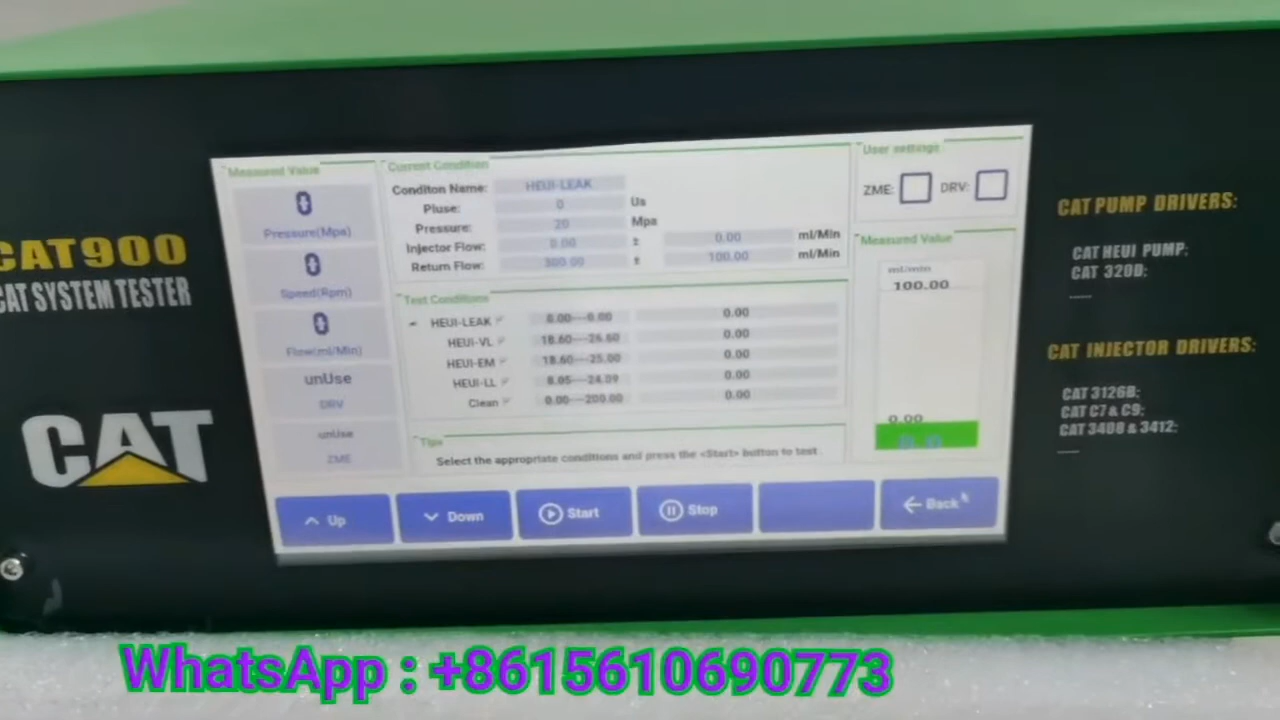 CAT900
CAT SYSTEM TESTER
CAT
Measured Value
0
Pressure(Mpa)
0
Speed(Rpm)
0
Flow(ml/Min)
unUse
DRV
unUse
ZME
Current Condition
Conditon Name: HEUI-LEAK
Pluse: 0 Us
Pressure: 20 Mpa
Injector Flow: 0.00 ± 0.00 ml/Min
Return Flow: 300.00 ± 100.00 ml/Min
Test Conditions
HEUI-LEAK 0.00---0.00 0.00
HEUI-VL 18.60---26.60 0.00
HEUI-EM 18.60---25.00 0.00
HEUI-LL 8.05---24.09 0.00
Clean 0.00---200.00 0.00
Tips
Select the appropriate conditions and press the <Start> button to test
User settings
ZME: DRV:
Measured Value
ml/min
100.00
0.00
Up
Down
Start
Stop
Back
CAT PUMP DRIVERS:
CAT HEUI PUMP;
CAT 320D;
CAT INJECTOR DRIVERS:
CAT 3126B;
CAT C7 & C9;
CAT 3408 & 3412;
WhatsApp : +8615610690773